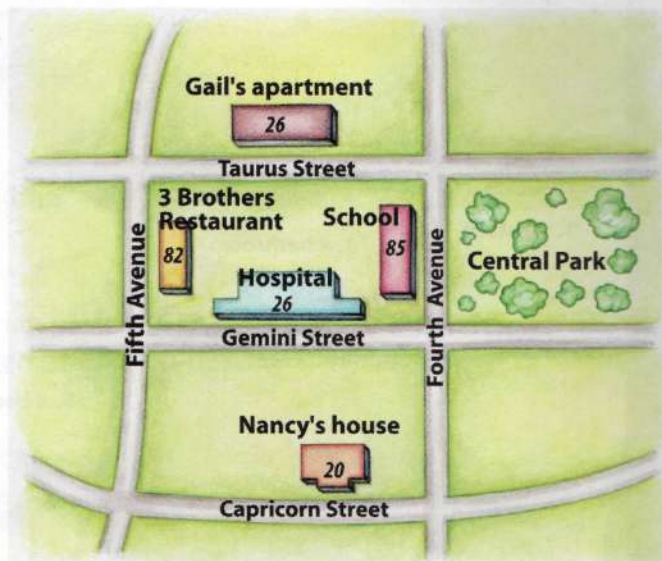 Gail's apartment
26
Taurus Street
3 Brothers
Restaurant
82
School
85
Hospital
26
Central Park
Fifth Avenue
Fourth Avenue
Gemini Street
Nancy's house
20
Capricorn Street